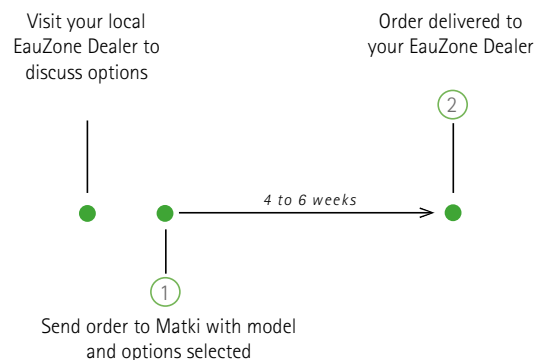 Visit your local
EauZone Dealer to
discuss options
Order delivered to
your EauZone Dealer
2
4 to 6 weeks
1
Send order to Matki with model
and options selected